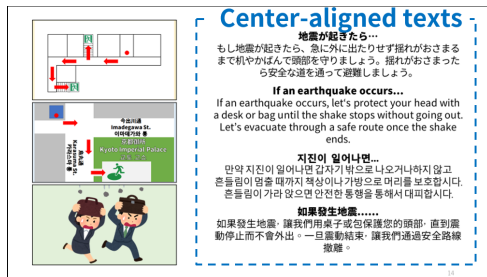 Center-aligned texts
今出川通
Imadegawa St.
이마데가와 통
Karasuma St.
Kyoto Imperial Palace
地震が起きたら…
もし地震が起きたら、急に外に出たりせず揺れがおさまる
まで机やかばんで頭を守りましょう。揺れがおさまった
ら安全な道を通って避難しましょう。
If an earthquake occurs...
If an earthquake occurs, let's protect your head with
a desk or bag until the shake stops without going out.
Let's evacuate through a safe route once the shake
ends.
지진이 일어나면...
만약 지진이 일어나면 갑자기 밖으로 나오거나하지 않고
흔들림이 멈출 때까지 책상이나 가방으로 머리를 보호합시다.
흔들림이 가라 앉으면 안전한 통행을 통해서 대피합시다.
如果發生地震......
如果發生地震，讓我們用桌子或包保護您的頭部，直到震
動停止而不會外出。一旦震動結束，讓我們通過安全路線
撤離。
14